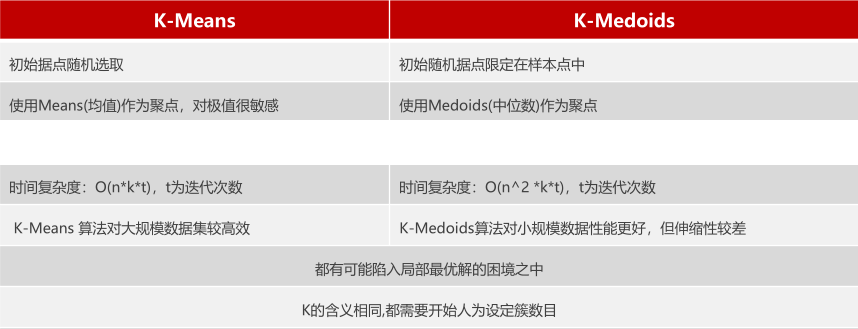 K-Means K-Medoids
初始据点随机选取 初始随机据点限定在样本点中
使用Means(均值)作为聚点，对极值很敏感 使用Medoids(中位数)作为聚点
时间复杂度：O(n*k*t)，t为迭代次数 时间复杂度：O(n^2 *k*t)，t为迭代次数
K-Means 算法对大规模数据集较高效 K-Medoids算法对小规模数据性能更好，但伸缩性较差
都有可能陷入局部最优解的困境之中
K的含义相同,都需要开始人为设定簇数目